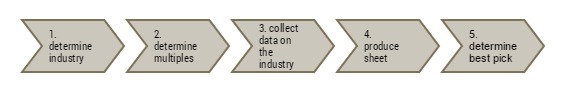 1.
determine
industry
2.
determine
multiples
3. collect
data on
the
industry
4.
produce
sheet
5.
determine
best pick